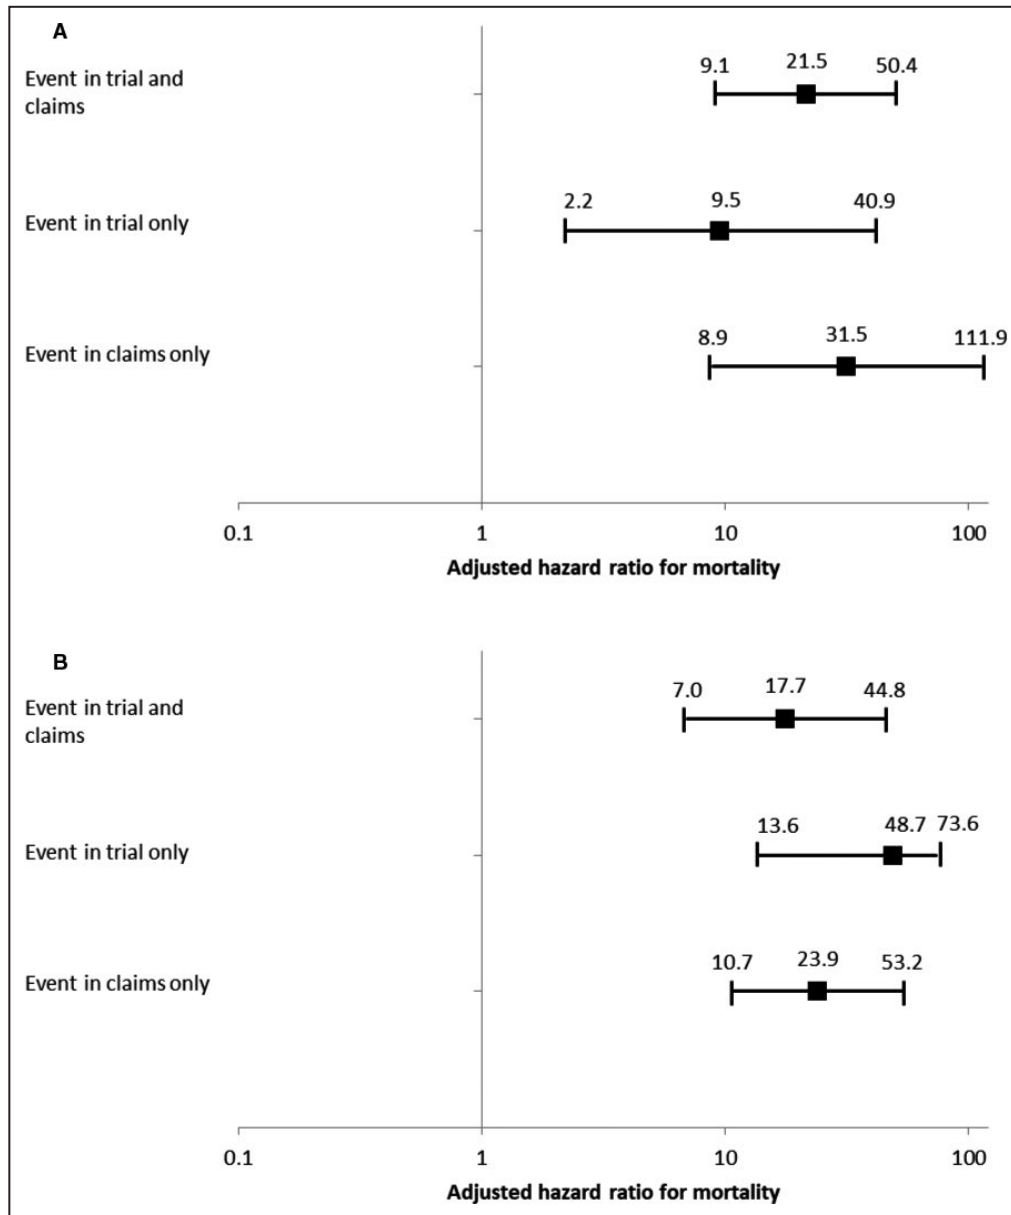 A
Event in trial and
claims
9.1 21.5 50.4
Event in trial only
2.2 9.5 40.9
Event in claims only
8.9 31.5 111.9
0.1 1 10 100
Adjusted hazard ratio for mortality
B
Event in trial and
claims
7.0 17.7 44.8
Event in trial only
13.6 48.7 73.6
Event in claims only
10.7 23.9 53.2
0.1 1 10 100
Adjusted hazard ratio for mortality